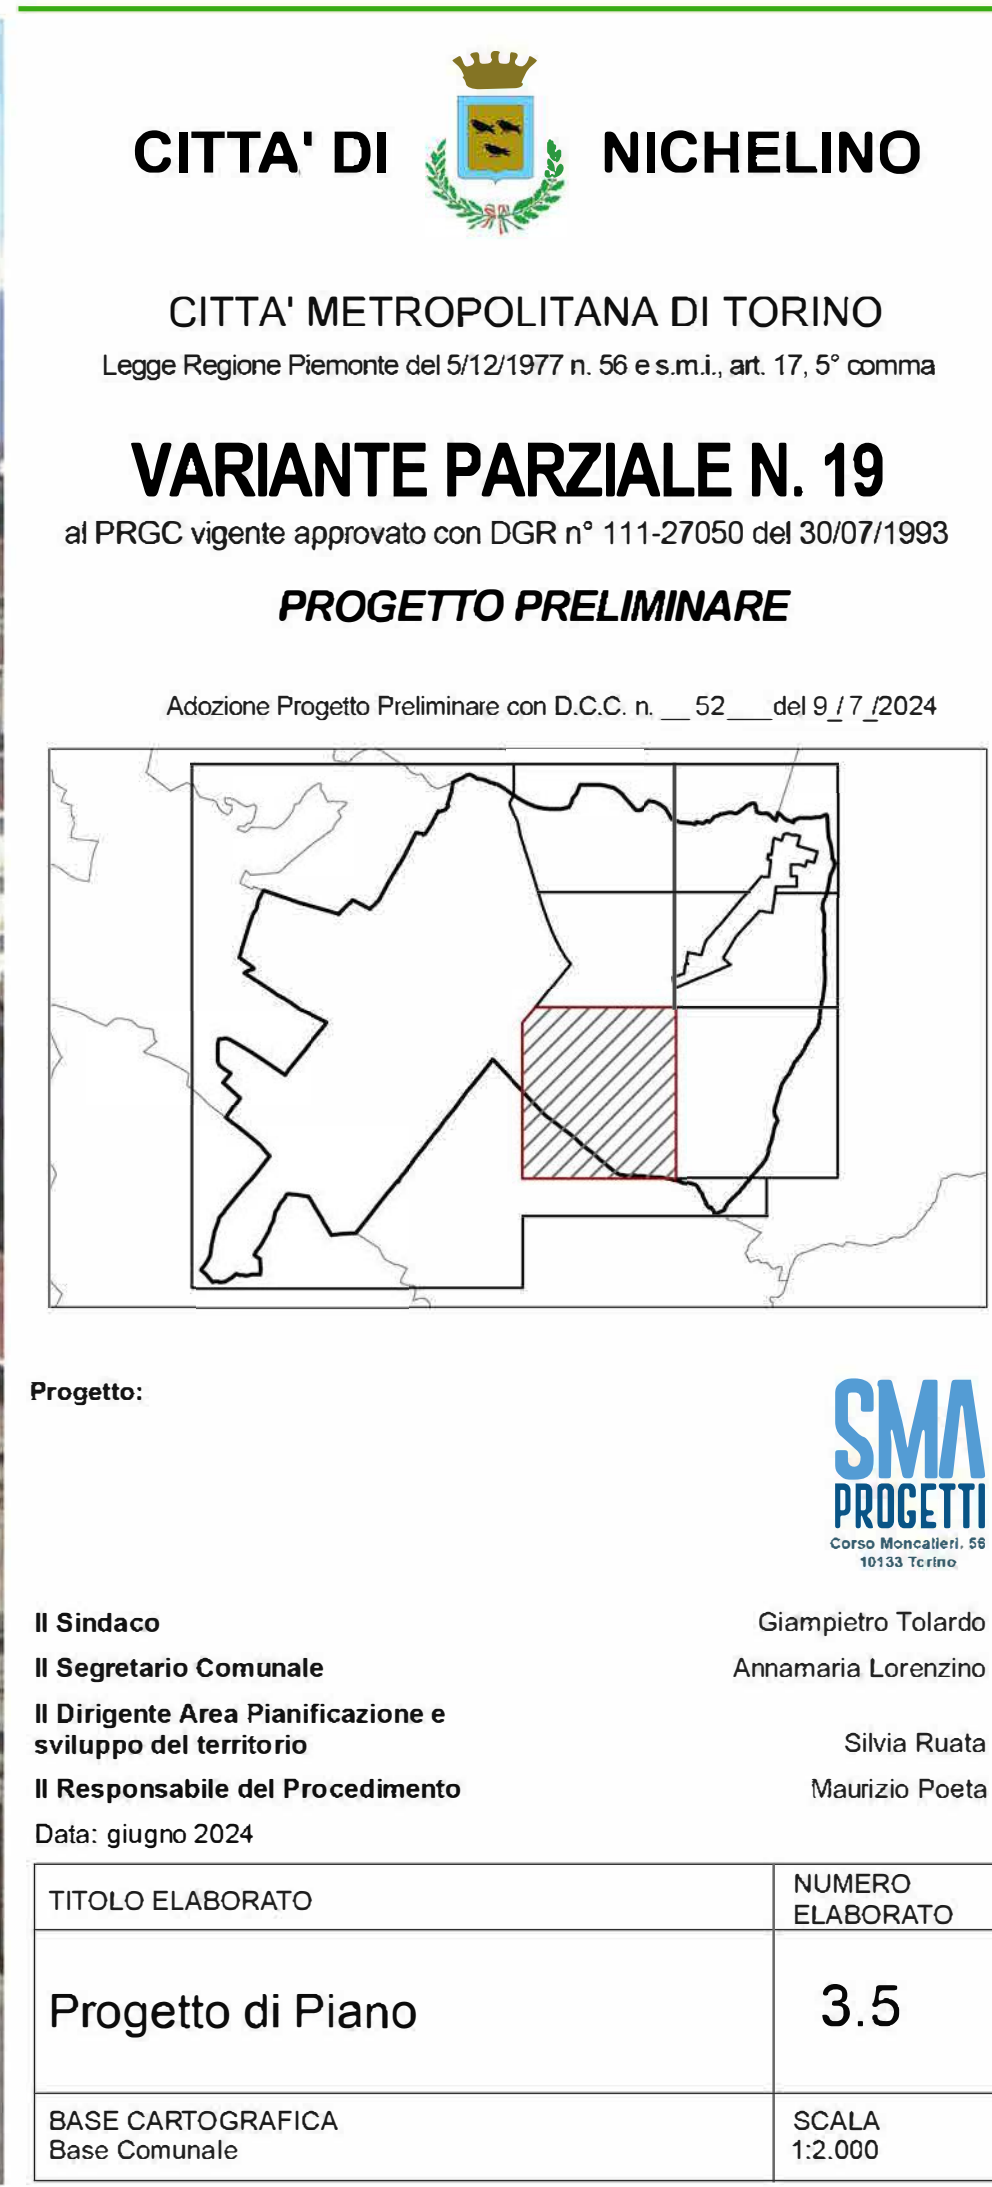 CITTA' DI NICHELINO
CITTA' METROPOLITANA DI TORINO
Legge Regione Piemonte del 5/12/1977 n. 56 e s.m.i., art. 17, 5° comma
VARIANTE PARZIALE N. 19
al PRGC vigente approvato con DGR n° 111-27050 del 30/07/1993
PROGETTO PRELIMINARE
Adozione Progetto Preliminare con D.C.C. n. __ 52 ___ del 9_/ 7_/2024
Progetto:
SMA
PROGETTI
Corso Moncalieri, 56
10133 Torino
Il Sindaco Giampietro Tolardo
Il Segretario Comunale Annamaria Lorenzino
Il Dirigente Area Pianificazione e
sviluppo del territorio Silvia Ruata
Il Responsabile del Procedimento Maurizio Poeta
Data: giugno 2024
TITOLO ELABORATO
NUMERO
ELABORATO
Progetto di Piano
3.5
BASE CARTOGRAFICA
Base Comunale
SCALA
1:2.000